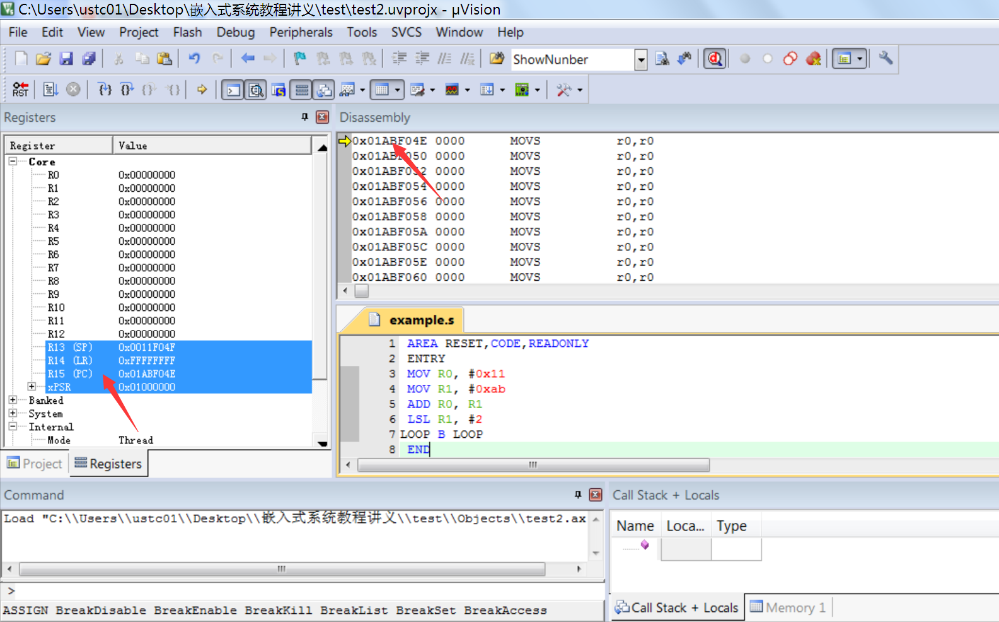 C:\Users\ustc01\Desktop\嵌入式系统教程讲义\test\test2.uvprojx - µVision
File Edit View Project Flash Debug Peripherals Tools SVCS Window Help
ShowNunber
RST
Registers
Register Value
Core
R0 0x00000000
R1 0x00000000
R2 0x00000000
R3 0x00000000
R4 0x00000000
R5 0x00000000
R6 0x00000000
R7 0x00000000
R8 0x00000000
R9 0x00000000
R10 0x00000000
R11 0x00000000
R12 0x00000000
R13 (SP) 0x0011F04F
R14 (LR) 0xFFFFFFFF
R15 (PC) 0x01ABF04E
xPSR 0x01000000
Banked
System
Internal
Mode Thread
Project Registers
Disassembly
0x01ABF04E 0000 MOVS r0,r0
0x01ABF050 0000 MOVS r0,r0
0x01ABF052 0000 MOVS r0,r0
0x01ABF054 0000 MOVS r0,r0
0x01ABF056 0000 MOVS r0,r0
0x01ABF058 0000 MOVS r0,r0
0x01ABF05A 0000 MOVS r0,r0
0x01ABF05C 0000 MOVS r0,r0
0x01ABF05E 0000 MOVS r0,r0
0x01ABF060 0000 MOVS r0,r0
example.s
1 AREA RESET,CODE,READONLY
2 ENTRY
3 MOV R0, #0x11
4 MOV R1, #0xab
5 ADD R0, R1
6 LSL R1, #2
7 LOOP B LOOP
8 END
Command
Load "C:\\Users\\ustc01\\Desktop\\嵌入式系统教程讲义\\test\\Objects\\test2.ax
>
ASSIGN BreakDisable BreakEnable BreakKill BreakList BreakSet BreakAccess
Call Stack + Locals
Name Loca... Type
Call Stack + Locals Memory 1